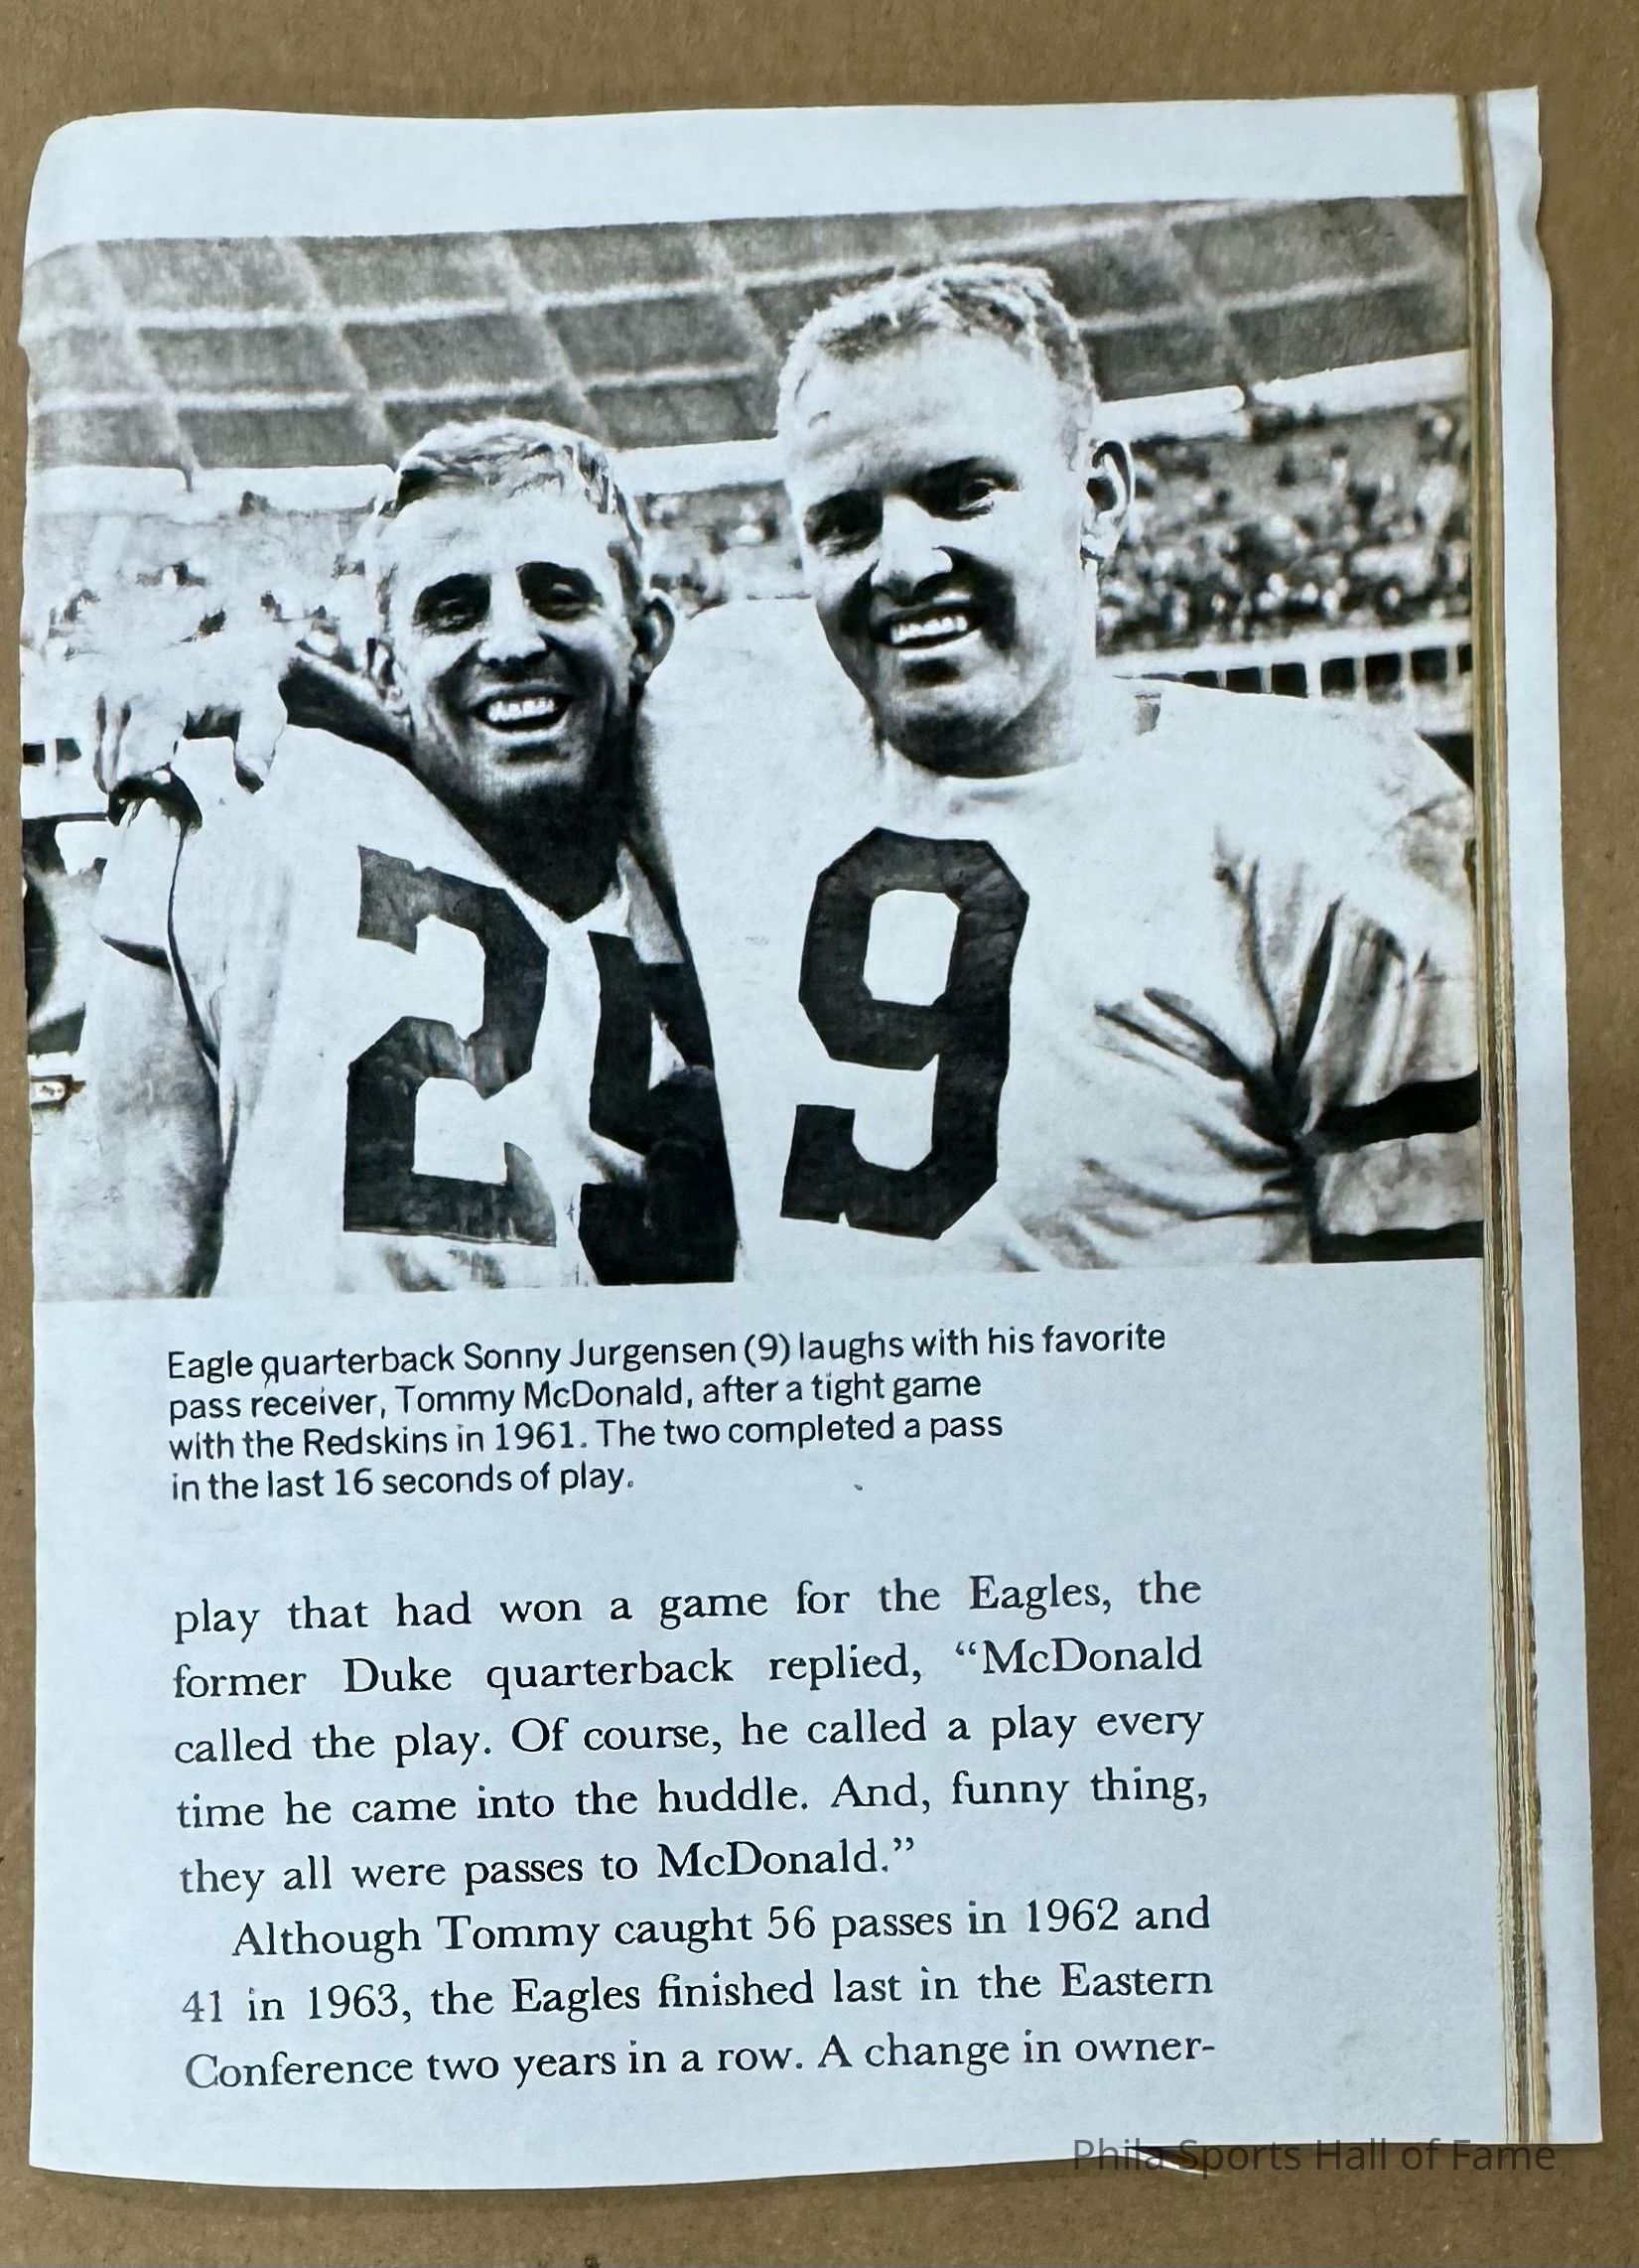 25
9
Eagle quarterback Sonny Jurgensen (9) laughs with his favorite
pass receiver, Tommy McDonald, after a tight game
with the Redskins in 1961. The two completed a pass
in the last 16 seconds of play.
play that had won a game for the Eagles, the
former Duke quarterback replied, “McDonald
called the play. Of course, he called a play every
time he came into the huddle. And, funny thing,
they all were passes to McDonald.”
Although Tommy caught 56 passes in 1962 and
41 in 1963, the Eagles finished last in the Eastern
Conference two years in a row. A change in owner-
Phila Sports Hall of Fame